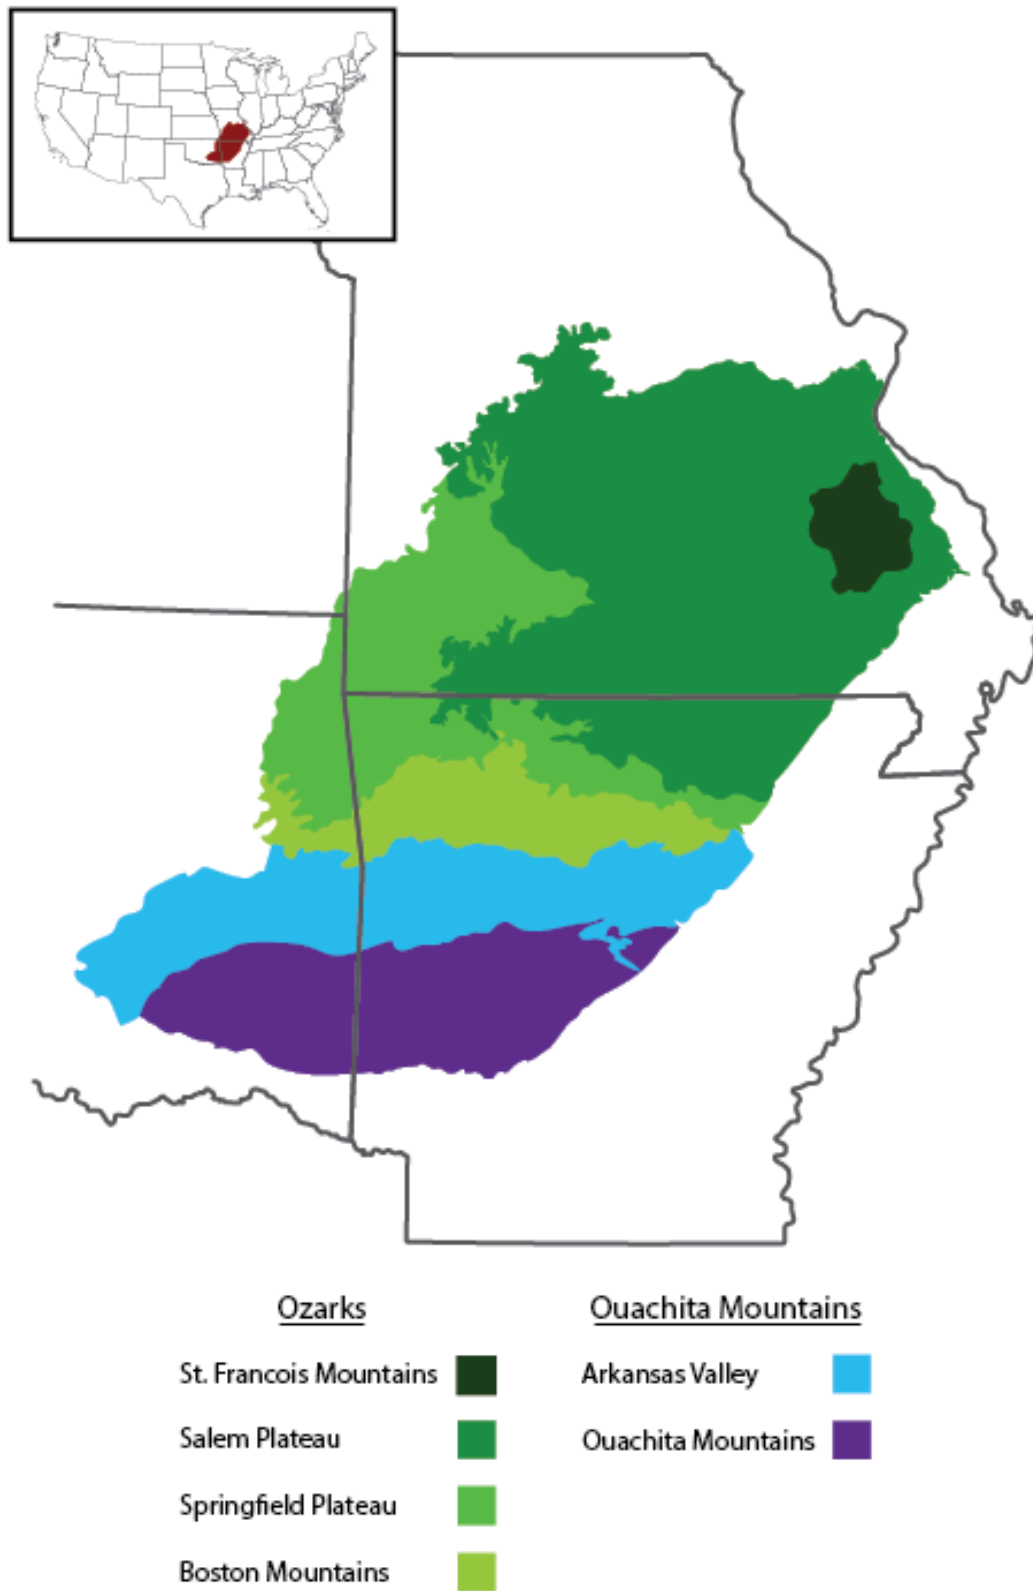 Ozarks
St. Francois Mountains
Salem Plateau
Springfield Plateau
Boston Mountains
Ouachita Mountains
Arkansas Valley
Ouachita Mountains